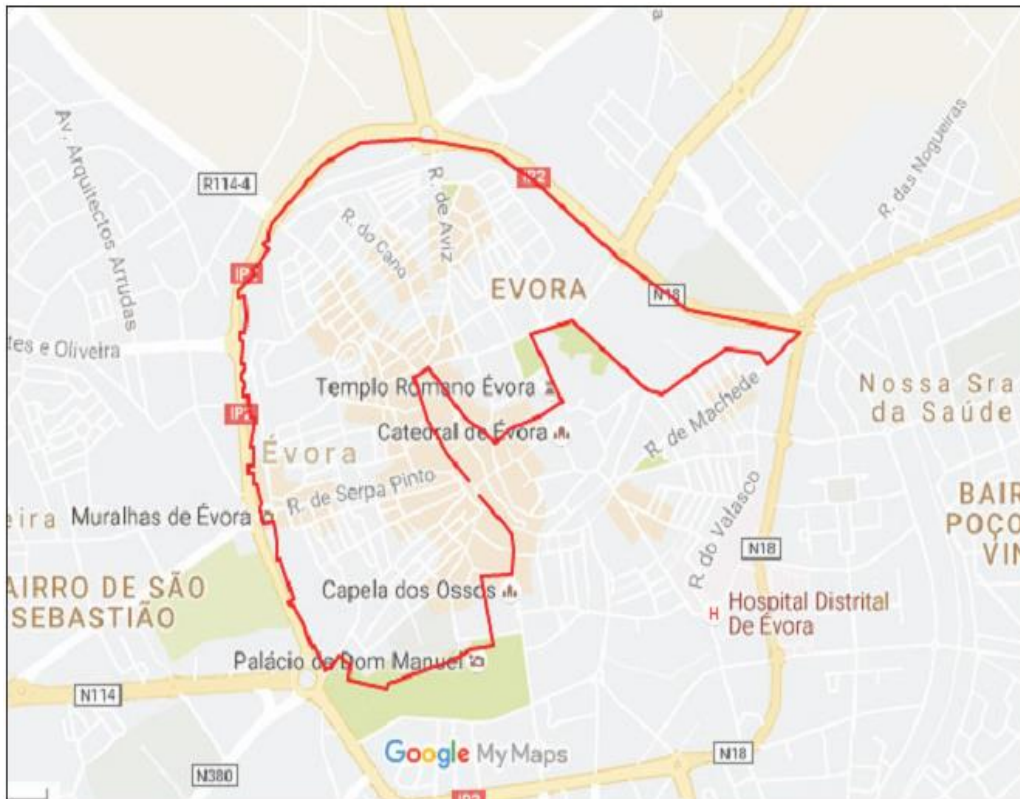 Av. Arquitectos Arrudas
R114-4
R. do Cano
R. de Aviz
IP2
R. das Nogueiras
EVORA
N18
tes e Oliveira
Templo Romano Évora
Nossa Sra
da Saúde
IP2
Catedral de Évora
R. de Machede
Évora
R. de Serpa Pinto
eira
Muralhas de Évora
R. do Valasco
BAIR
POÇO
VIN
N18
AIRRO DE SÃO
SEBASTIÃO
Capela dos Ossos
H
Hospital Distrital
De Évora
Palácio de Dom Manuel
N114
Google My Maps
N18
N380